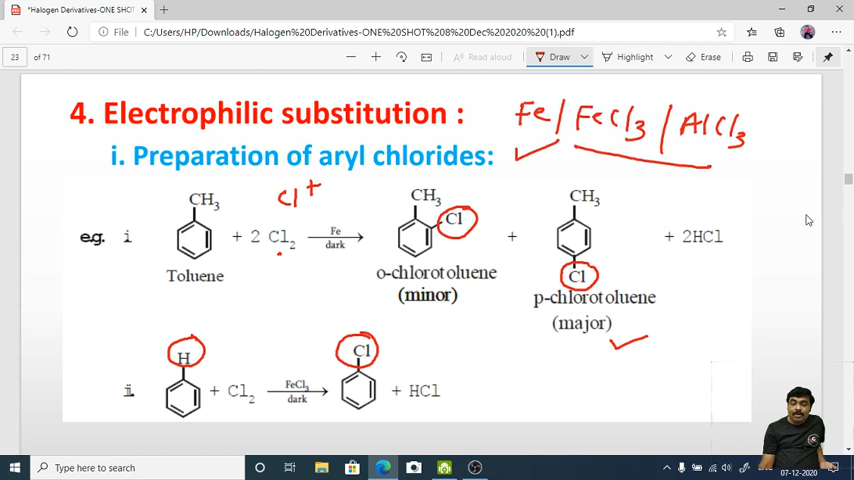 *Halogen Derivatives-ONE SHOT
File
C:/Users/HP/Downloads/Halogen%20Derivatives-ONE%20SHOT%208%20Dec%202020%20(1).pdf
23 of 71
Read aloud
Draw
Highlight
Erase
4. Electrophilic substitution :
Fe/FeCl3/AlCl3
i. Preparation of aryl chlorides:
Cl+
CH3
CH3
CH3
Cl
e.g. i + 2 Cl2 Fe dark + + 2HCl
Toluene
o-chlorotoluene
(minor)
Cl
p-chlorotoluene
(major)
H
Cl
ii. + Cl2 FeCl3 dark + HCl
Type here to search
07-12-2020